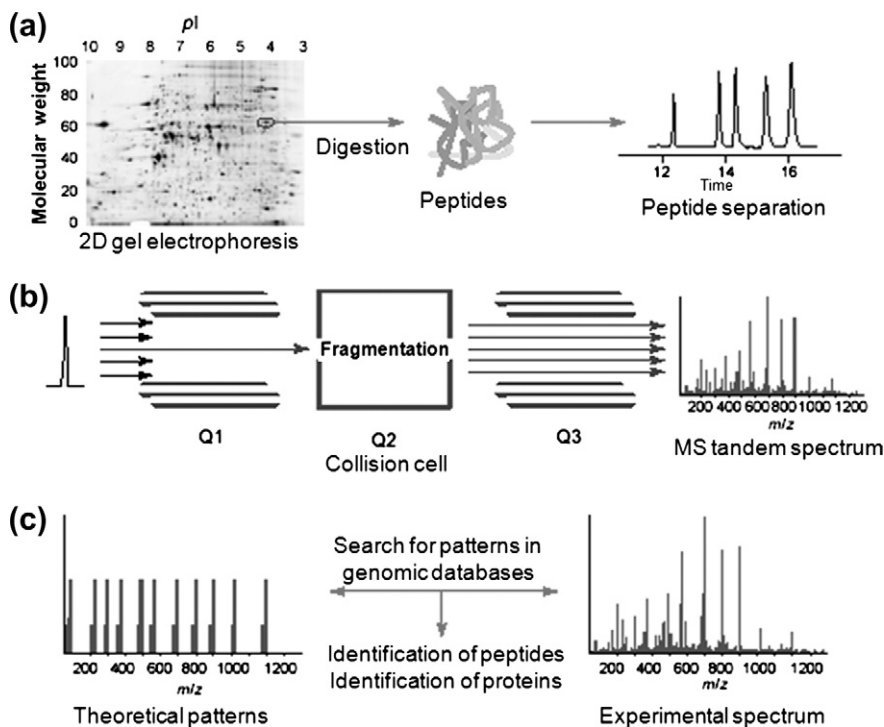 (a)
pI
10 9 8 7 6 5 4 3
Molecular weight
100
80
60
40
20
0
2D gel electrophoresis
Digestion
Peptides
12 14 16
Time
Peptide separation
(b)
Fragmentation
Q1
Q2
Collision cell
Q3
200 400 600 800 1000 1200
m/z
MS tandem spectrum
(c)
200 400 600 800 1000 1200
m/z
Theoretical patterns
Search for patterns in
genomic databases
Identification of peptides
Identification of proteins
200 400 600 800 1000 1200
m/z
Experimental spectrum